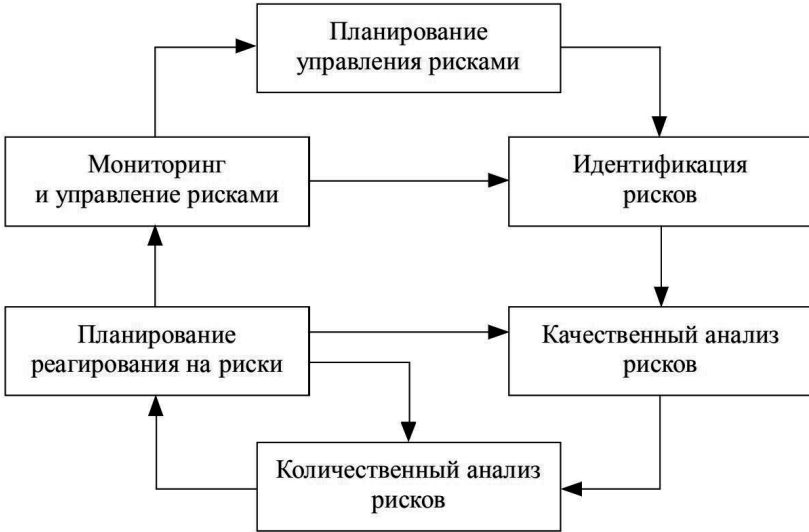 Планирование
управления рисками
Мониторинг
и управление рисками
Идентификация
рисков
Планирование
реагирования на риски
Качественный анализ
рисков
Количественный анализ
рисков